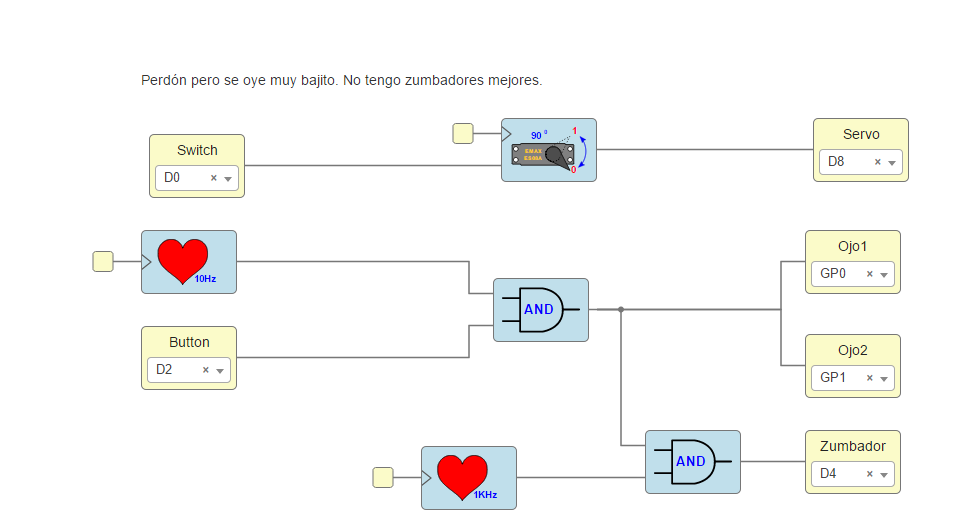 Perdón pero se oye muy bajito. No tengo zumbadores mejores.
Switch
D0 × 
90 º
1
EMAX
ES08A
0
Servo
D8 ×
10Hz
Button
D2 ×
AND
Ojo1
GP0 ×
Ojo2
GP1 ×
1KHz
AND
Zumbador
D4 ×